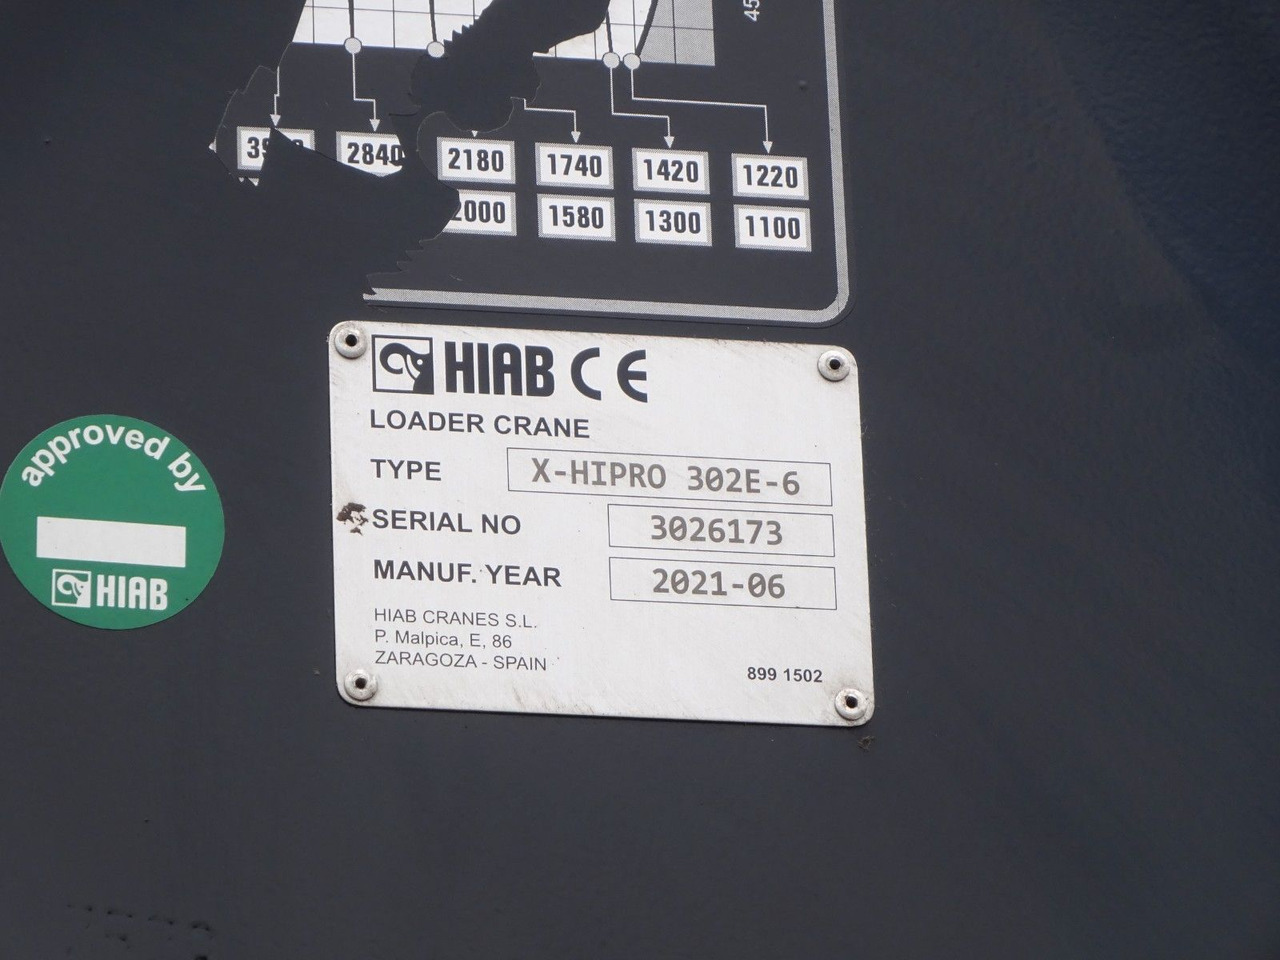 45
2840 2180 1740 1420 1220
1580 1300 1100
HIAB CE
LOADER CRANE
TYPE X-HIPRO 302E-6
SERIAL NO 3026173
MANUF. YEAR 2021-06
HIAB CRANES S.L.
P. Malpica, E, 86
ZARAGOZA - SPAIN
899 1502
approved by
HIAB